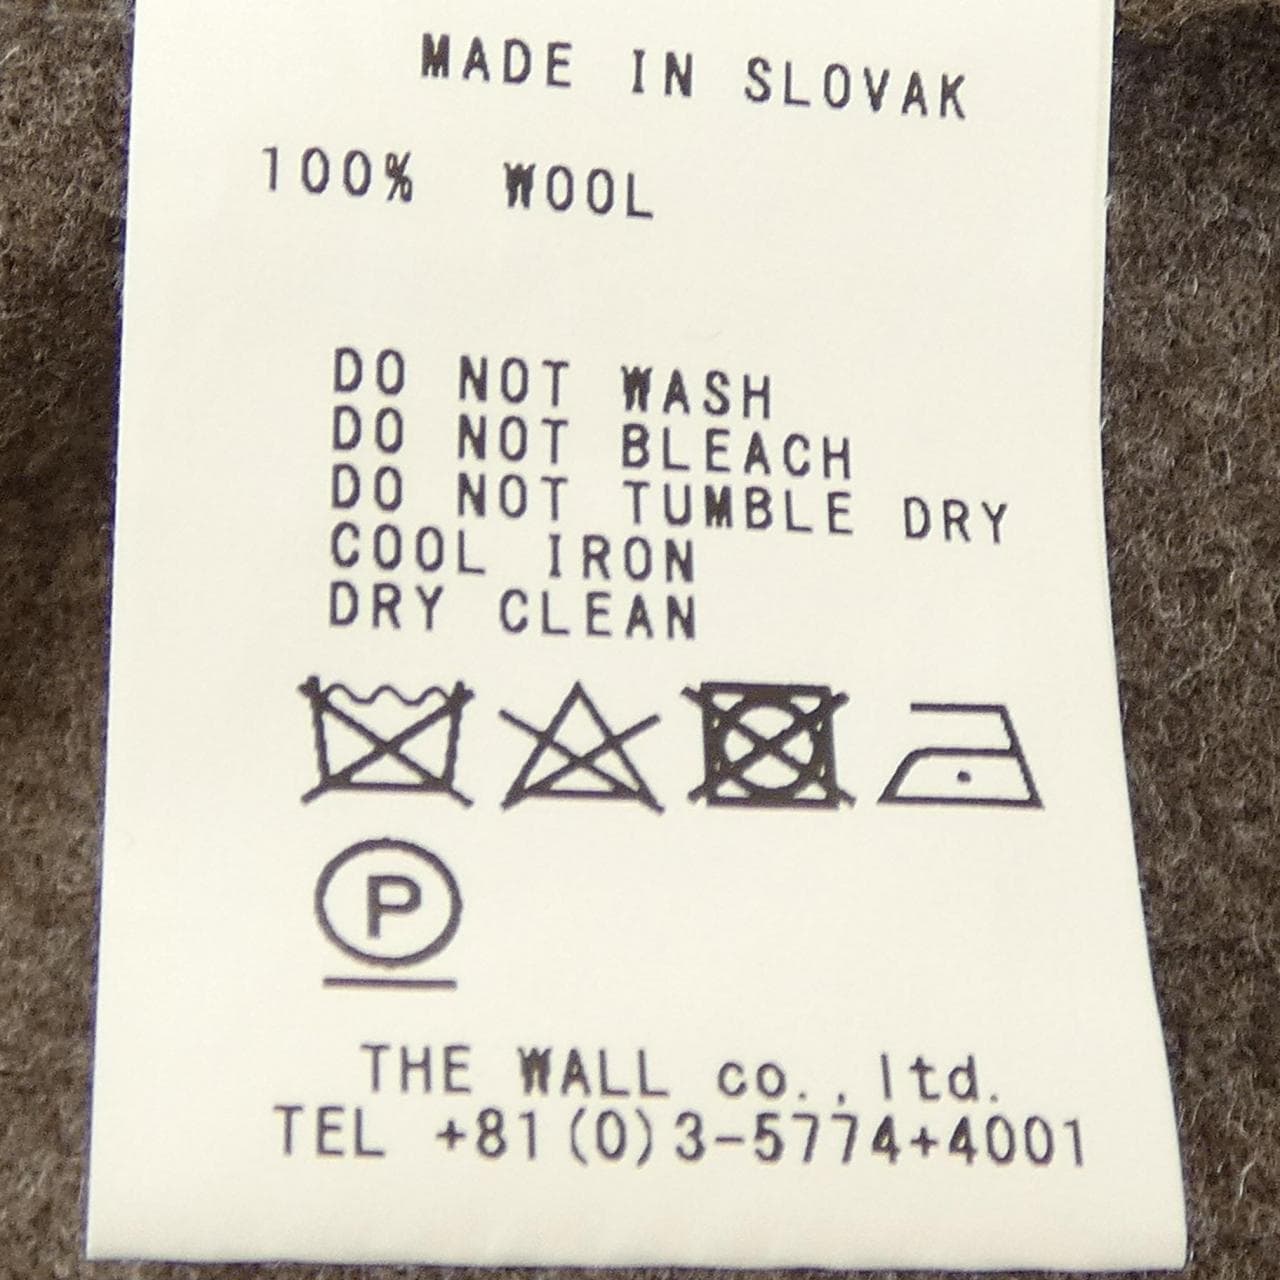 MADE IN SLOVAK
100% WOOL
DO NOT WASH
DO NOT BLEACH
DO NOT TUMBLE DRY
COOL IRON
DRY CLEAN
P
THE WALL co.,ltd.
TEL +81(0)3-5774+4001